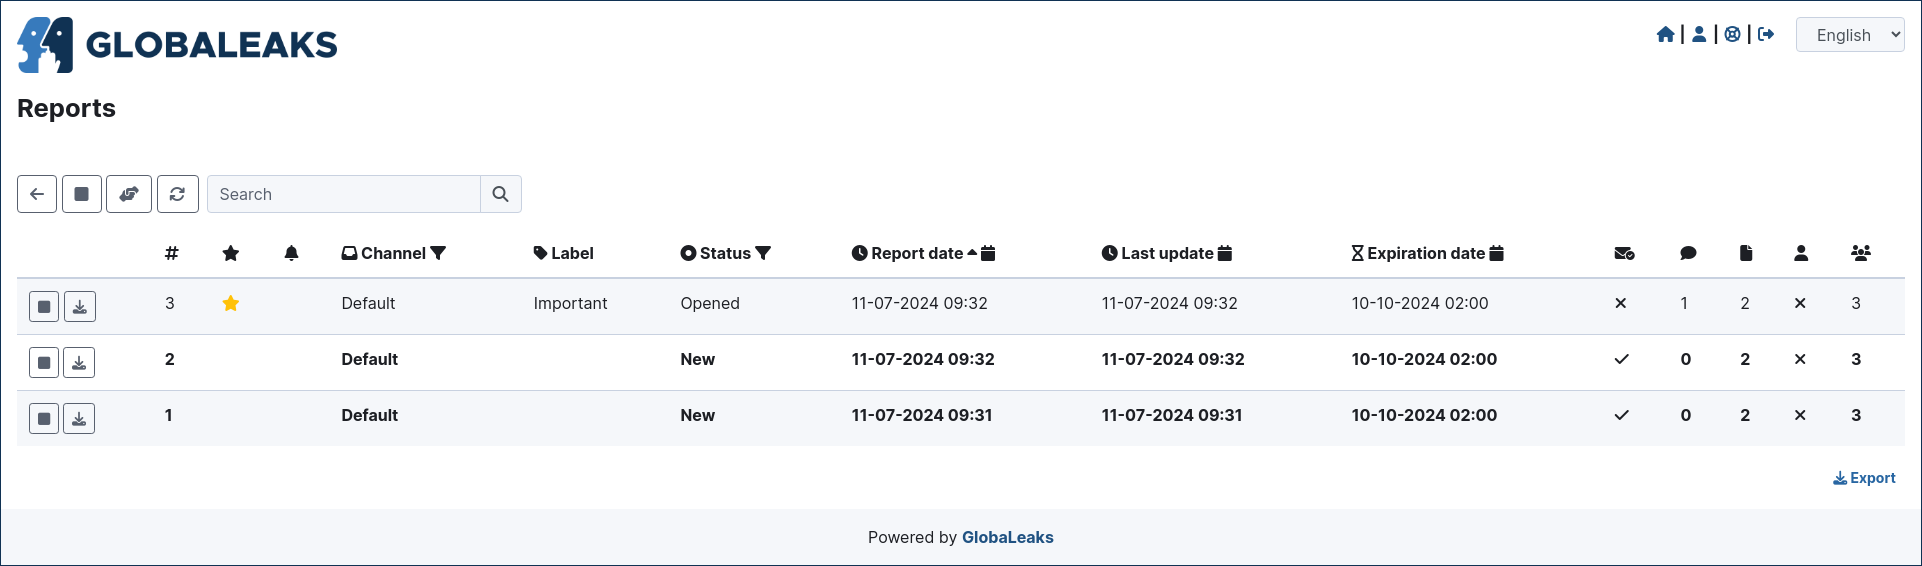 GLOBALEAKS
English
Reports
Search
# Channel Label Status Report date Last update Expiration date
3 Default Important Opened 11-07-2024 09:32 11-07-2024 09:32 10-10-2024 02:00 1 2 3
2 Default New 11-07-2024 09:32 11-07-2024 09:32 10-10-2024 02:00 0 2 3
1 Default New 11-07-2024 09:31 11-07-2024 09:31 10-10-2024 02:00 0 2 3
Export
Powered by GlobaLeaks